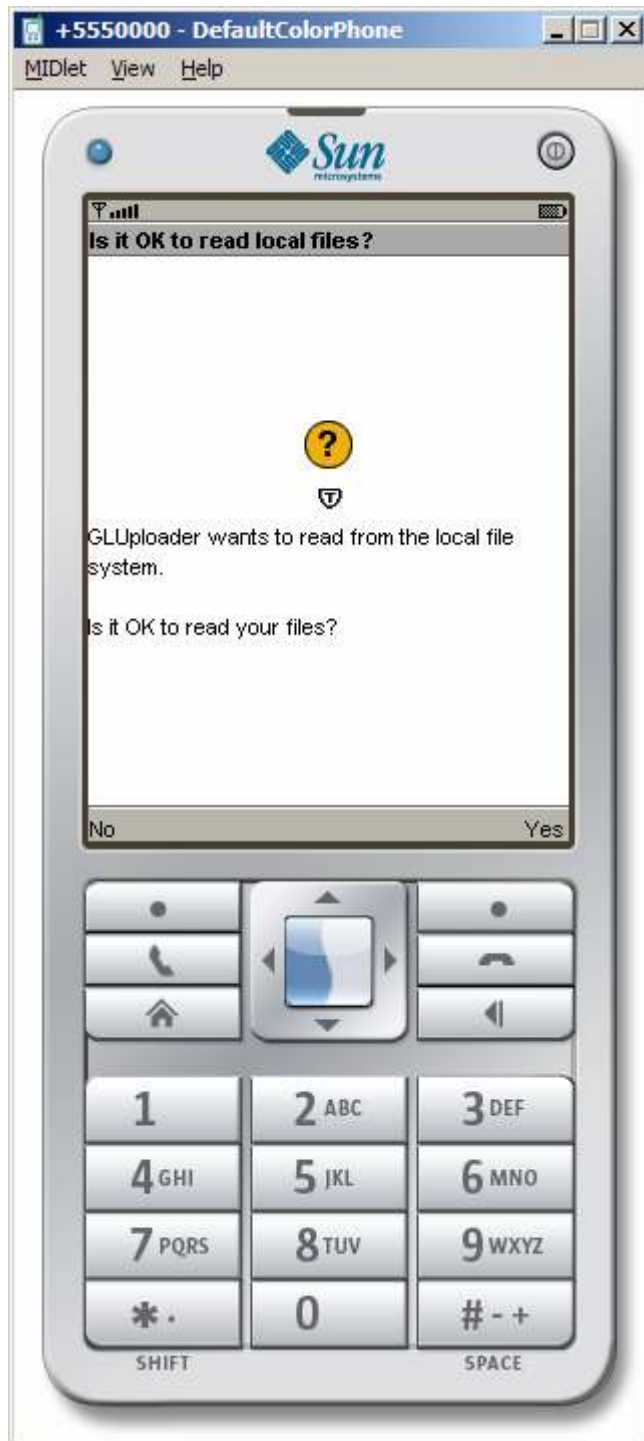 +5550000 - DefaultColorPhone
MIDlet View Help
Sun
microsystems
Is it OK to read local files?
?
T
GLUploader wants to read from the local file
system.
Is it OK to read your files?
No Yes
1 2 ABC 3 DEF
4 GHI 5 JKL 6 MNO
7 PQRS 8 TUV 9 WXYZ
* . 0 # - +
SHIFT SPACE